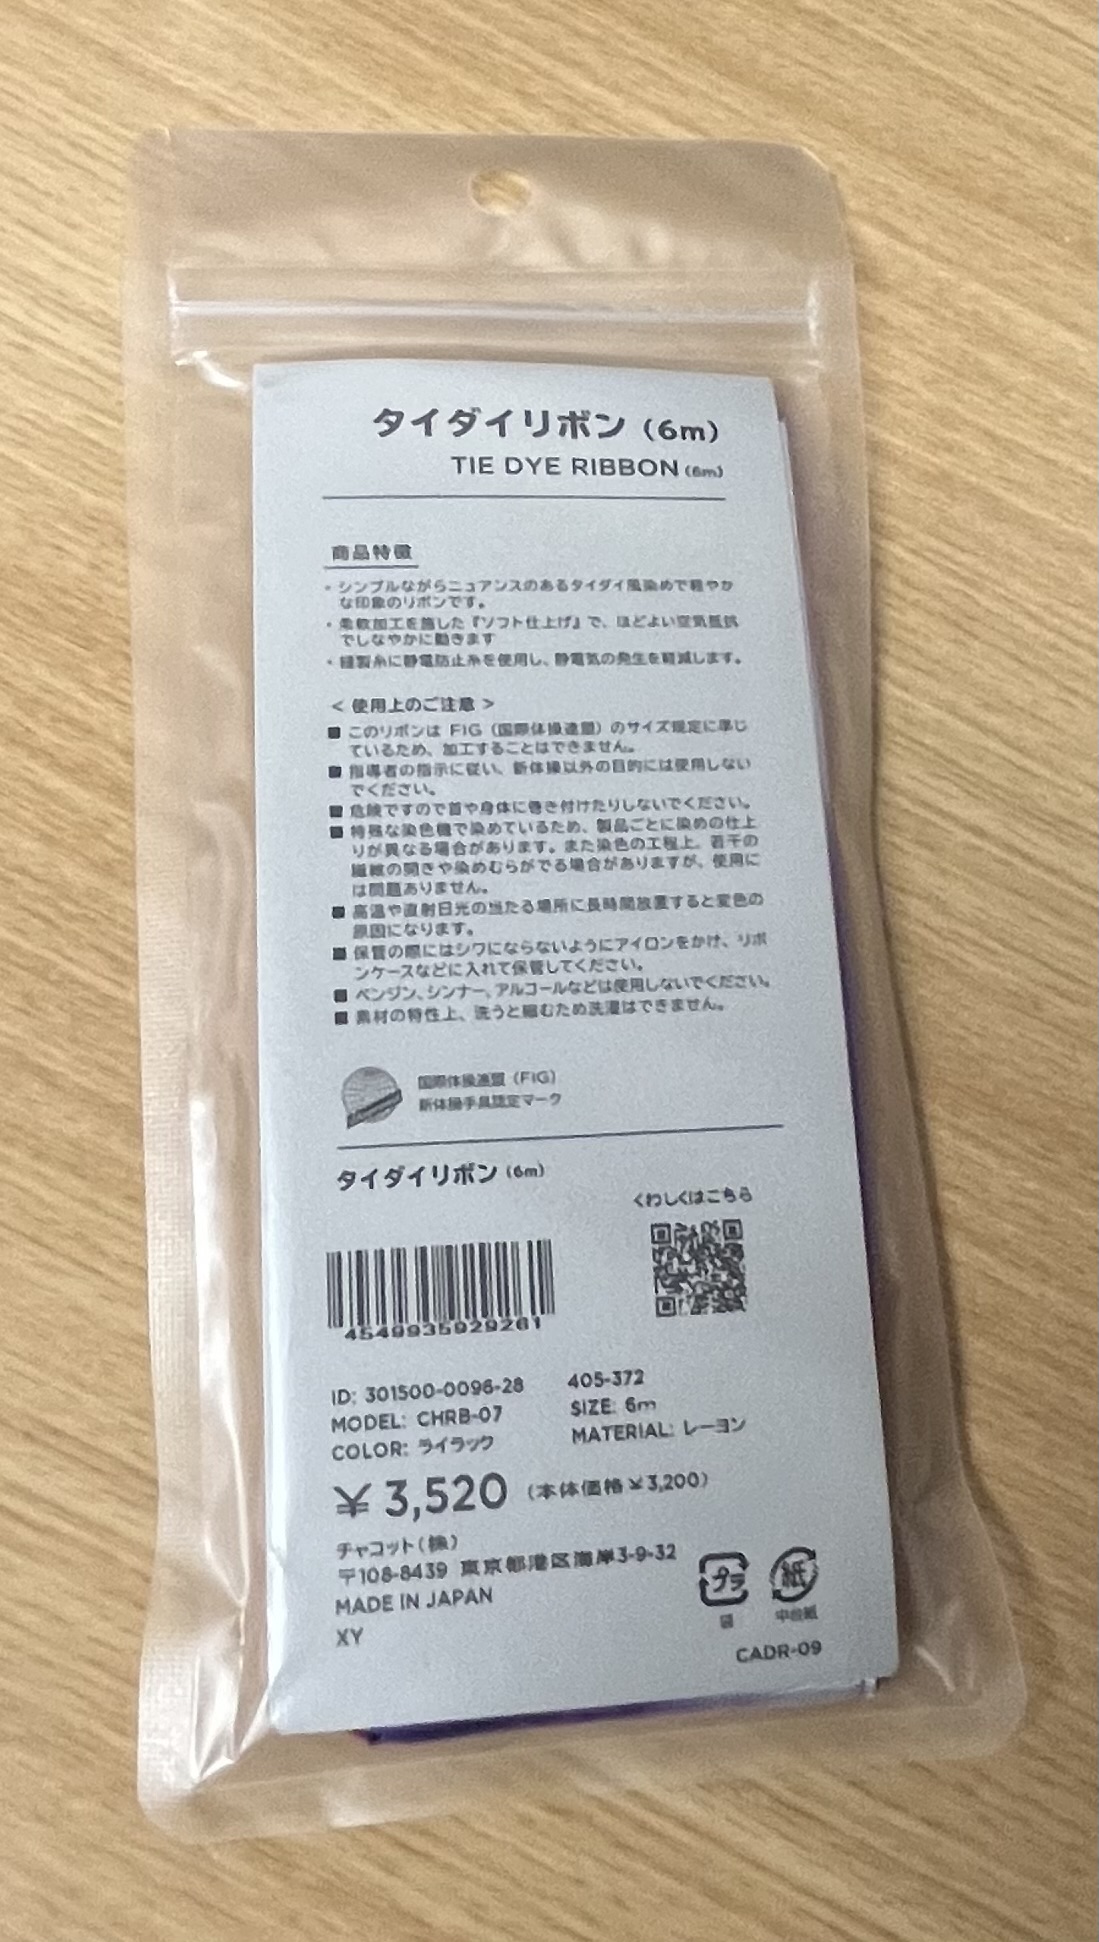 タイダイリボン（6m）
TIE DYE RIBBON (6m)
商品特徴
・シンプルながらニュアンスのあるタイダイ風染めで軽やか
な印象のリボンです。
・柔軟加工を施した『ソフト仕上げ』で、ほどよい空気抵抗
でしなやかに動きます
・縫製糸に静電防止糸を使用し、静電気の発生を軽減します。
＜ 使用上のご注意 ＞
■ このリボンは FIG（国際体操連盟）のサイズ規定に準じ
ているため、加工することはできません。
■ 指導者の指示に従い、新体操以外の目的には使用しない
でください。
■ 危険ですので首や身体に巻き付けたりしないでください。
■ 特殊な染色機で染めているため、製品ごとに染めの仕上
りが異なる場合があります。また染色の工程上、若干の
繊維の開きや染めむらがでる場合がありますが、使用に
は問題ありません。
■ 高温や直射日光の当たる場所に長時間放置すると変色の
原因になります。
■ 保管の際にはシワにならないようにアイロンをかけ、リボ
ンケースなどに入れて保管してください。
■ ベンジン、シンナー、アルコールなどは使用しないでください。
■ 素材の特性上、洗うと縮むため洗濯はできません。
国際体操連盟（FIG）
新体操手具認定マーク
タイダイリボン（6m）
くわしくはこちら
4549935929261
ID: 301500-0096-28 405-372
MODEL: CHRB-07 SIZE: 6m
COLOR: ライラック MATERIAL: レーヨン
¥ 3,520（本体価格 ¥3,200）
チャコット（株）
〒108-8439 東京都港区海岸3-9-32
MADE IN JAPAN
XY
プラ 紙
袋 中台紙
CADR-09